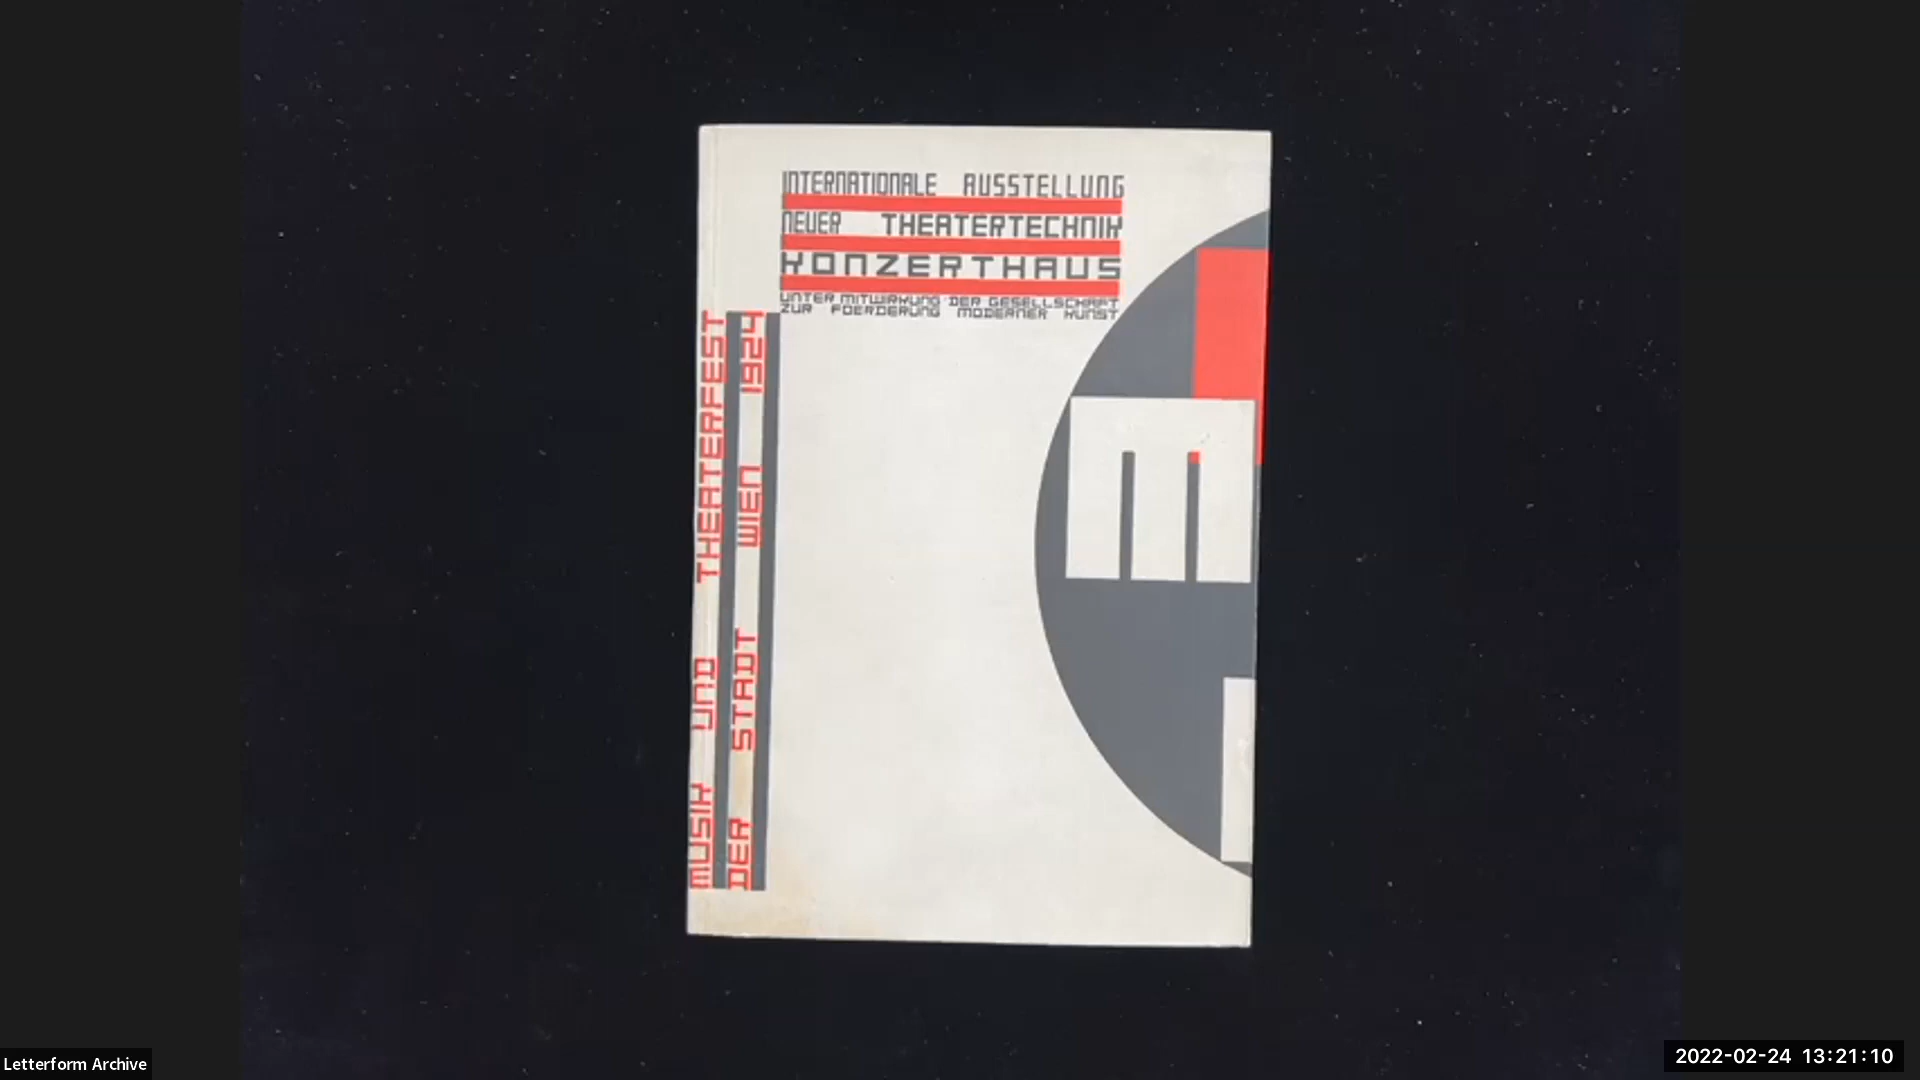 INTERNATIONALE AUSSTELLUNG
NEUER THEATERTECHNIK
KONZERTHAUS
UNTER MITWIRKUNG DER GESELLSCHAFT
ZUR FOERDERUNG MODERNER KUNST
MUSIK UND THEATERFEST
DER STADT WIEN 1924
Letterform Archive
2022-02-24 13:21:10